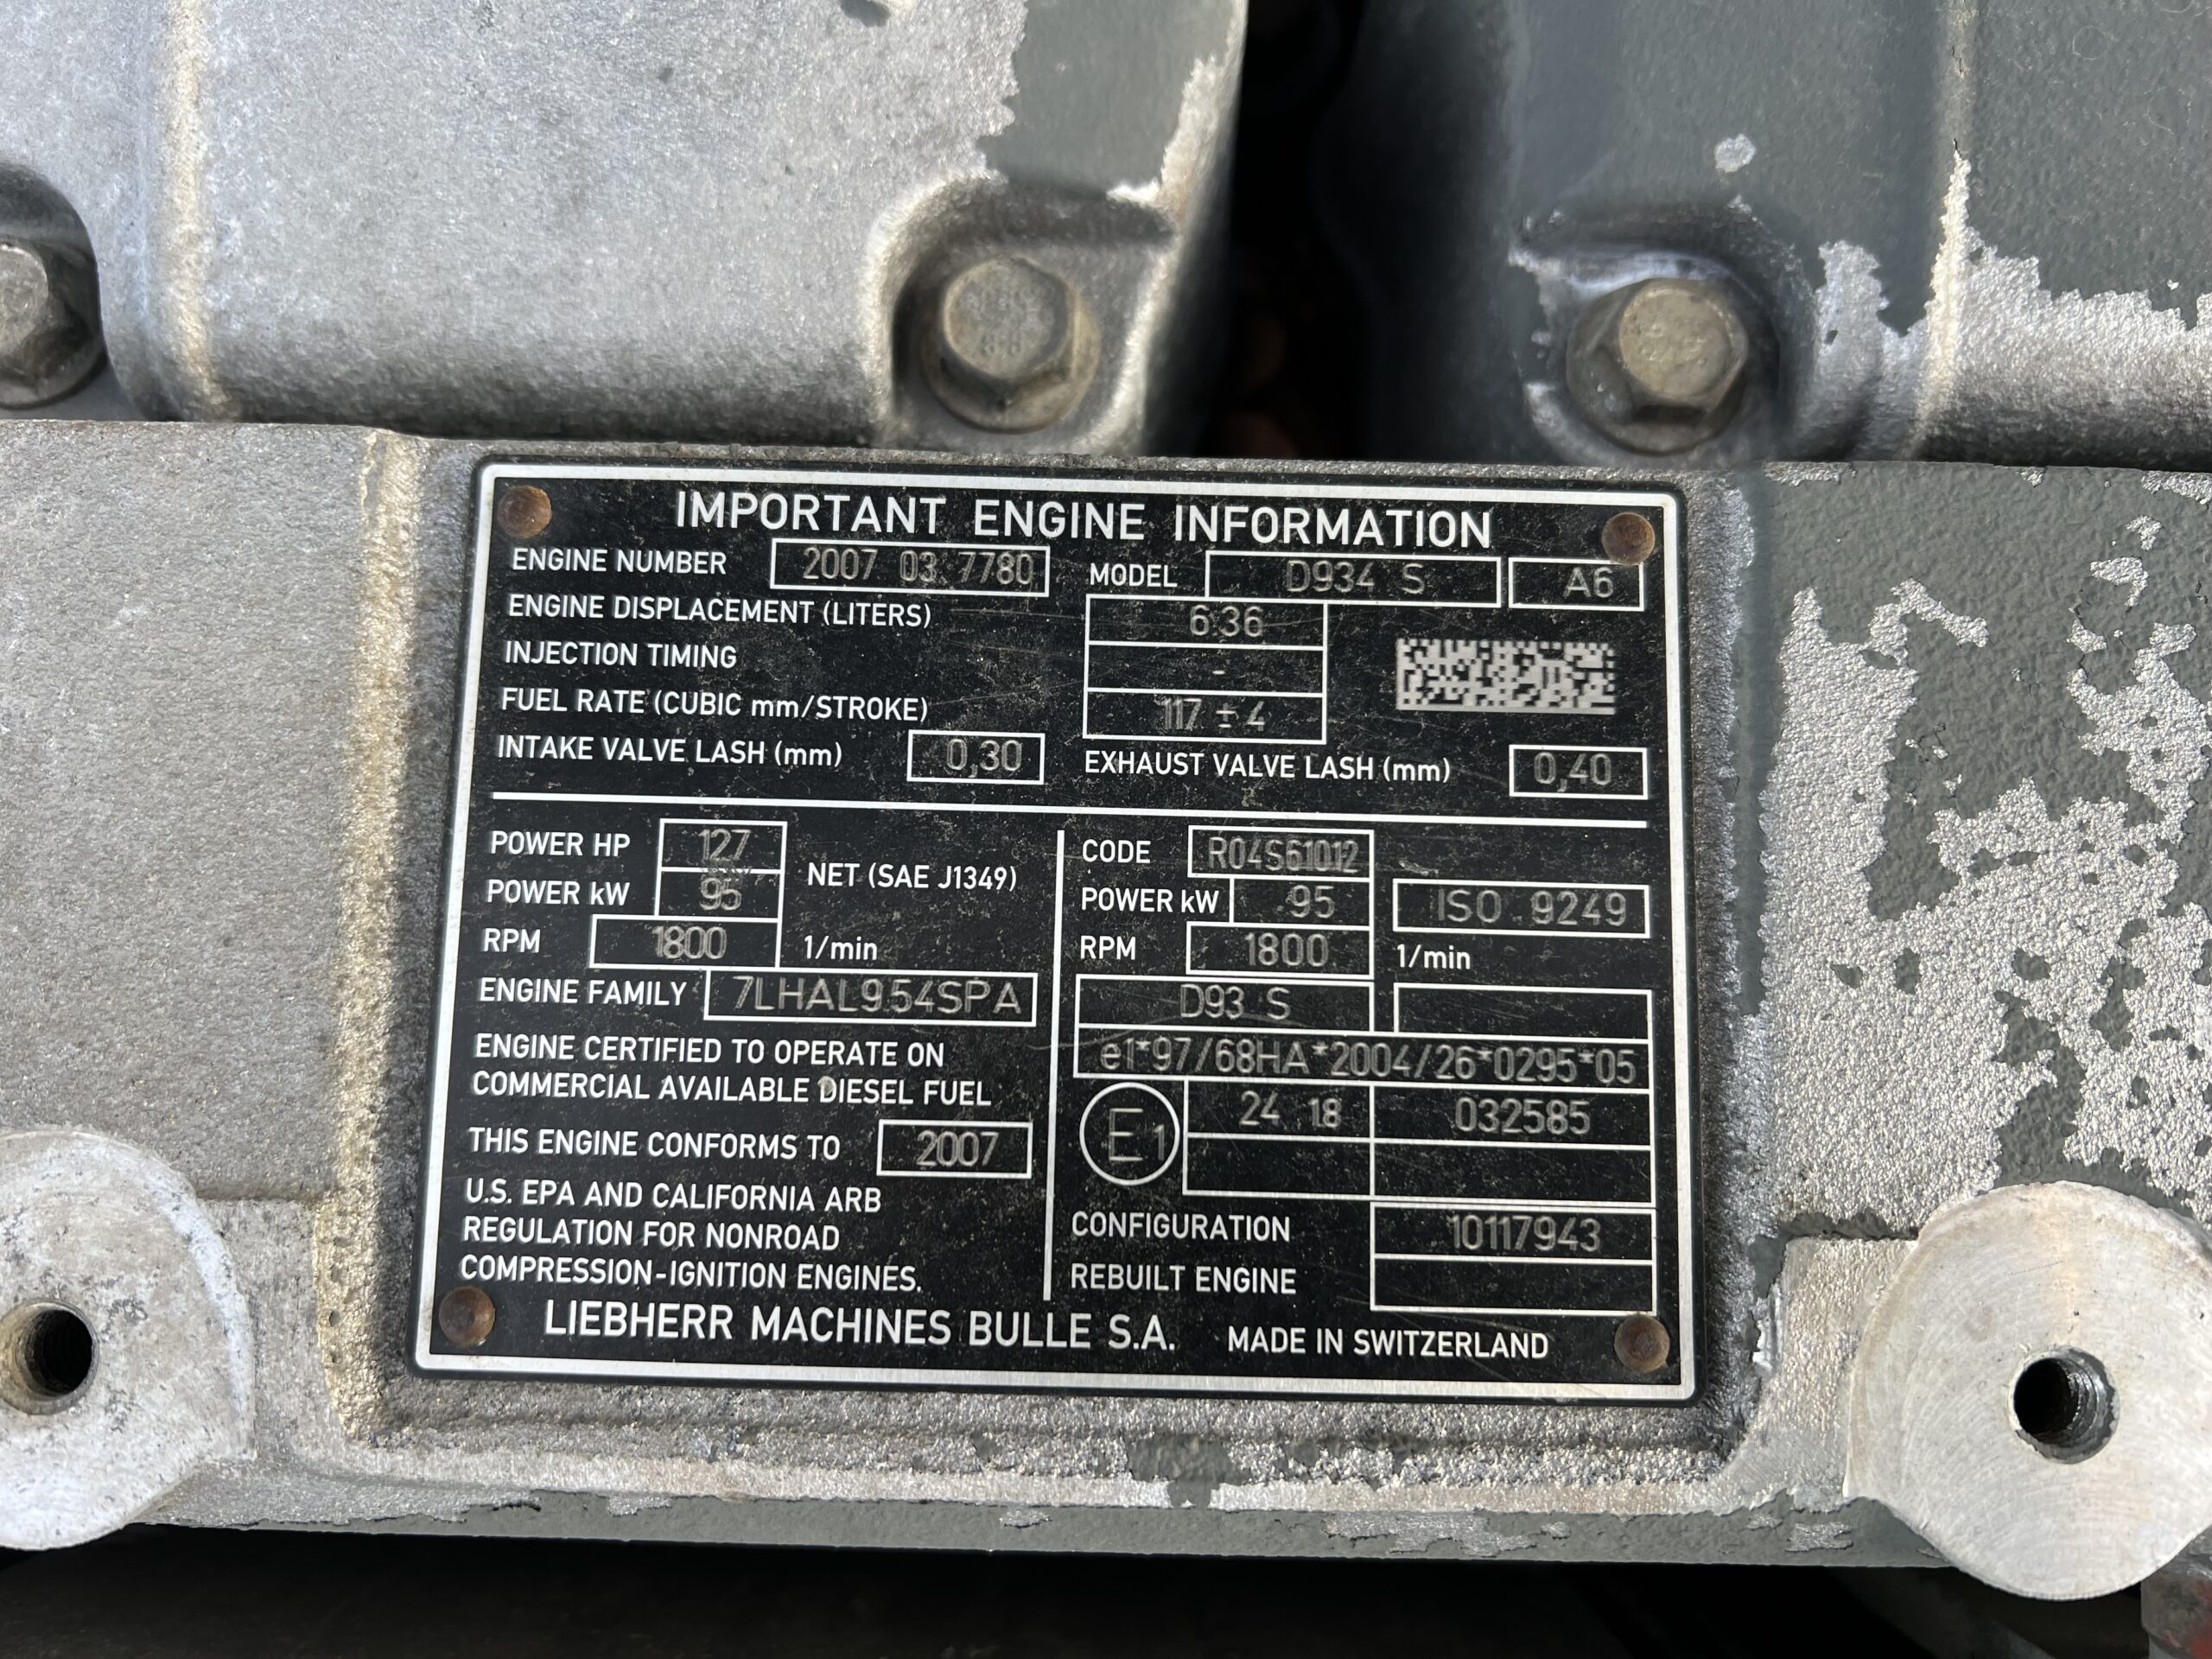 IMPORTANT ENGINE INFORMATION
ENGINE NUMBER 2007 03 7780 MODEL D934 S A6
ENGINE DISPLACEMENT (LITERS) 6.36
INJECTION TIMING -
FUEL RATE (CUBIC mm/STROKE) 117 ± 4
INTAKE VALVE LASH (mm) 0,30 EXHAUST VALVE LASH (mm) 0,40
POWER HP 127
POWER kW 95
NET (SAE J1349)
RPM 1800 1/min
ENGINE FAMILY 7LHAL9.54SPA
ENGINE CERTIFIED TO OPERATE ON
COMMERCIAL AVAILABLE DIESEL FUEL
THIS ENGINE CONFORMS TO 2007
U.S. EPA AND CALIFORNIA ARB
REGULATION FOR NONROAD
COMPRESSION-IGNITION ENGINES.
CODE R04S61012
POWER kW 95 ISO 9249
RPM 1800 1/min
D93 S
e1*97/68HA*2004/26*0295*05
E1 24 18 032585
CONFIGURATION 10117943
REBUILT ENGINE
LIEBHERR MACHINES BULLE S.A. MADE IN SWITZERLAND